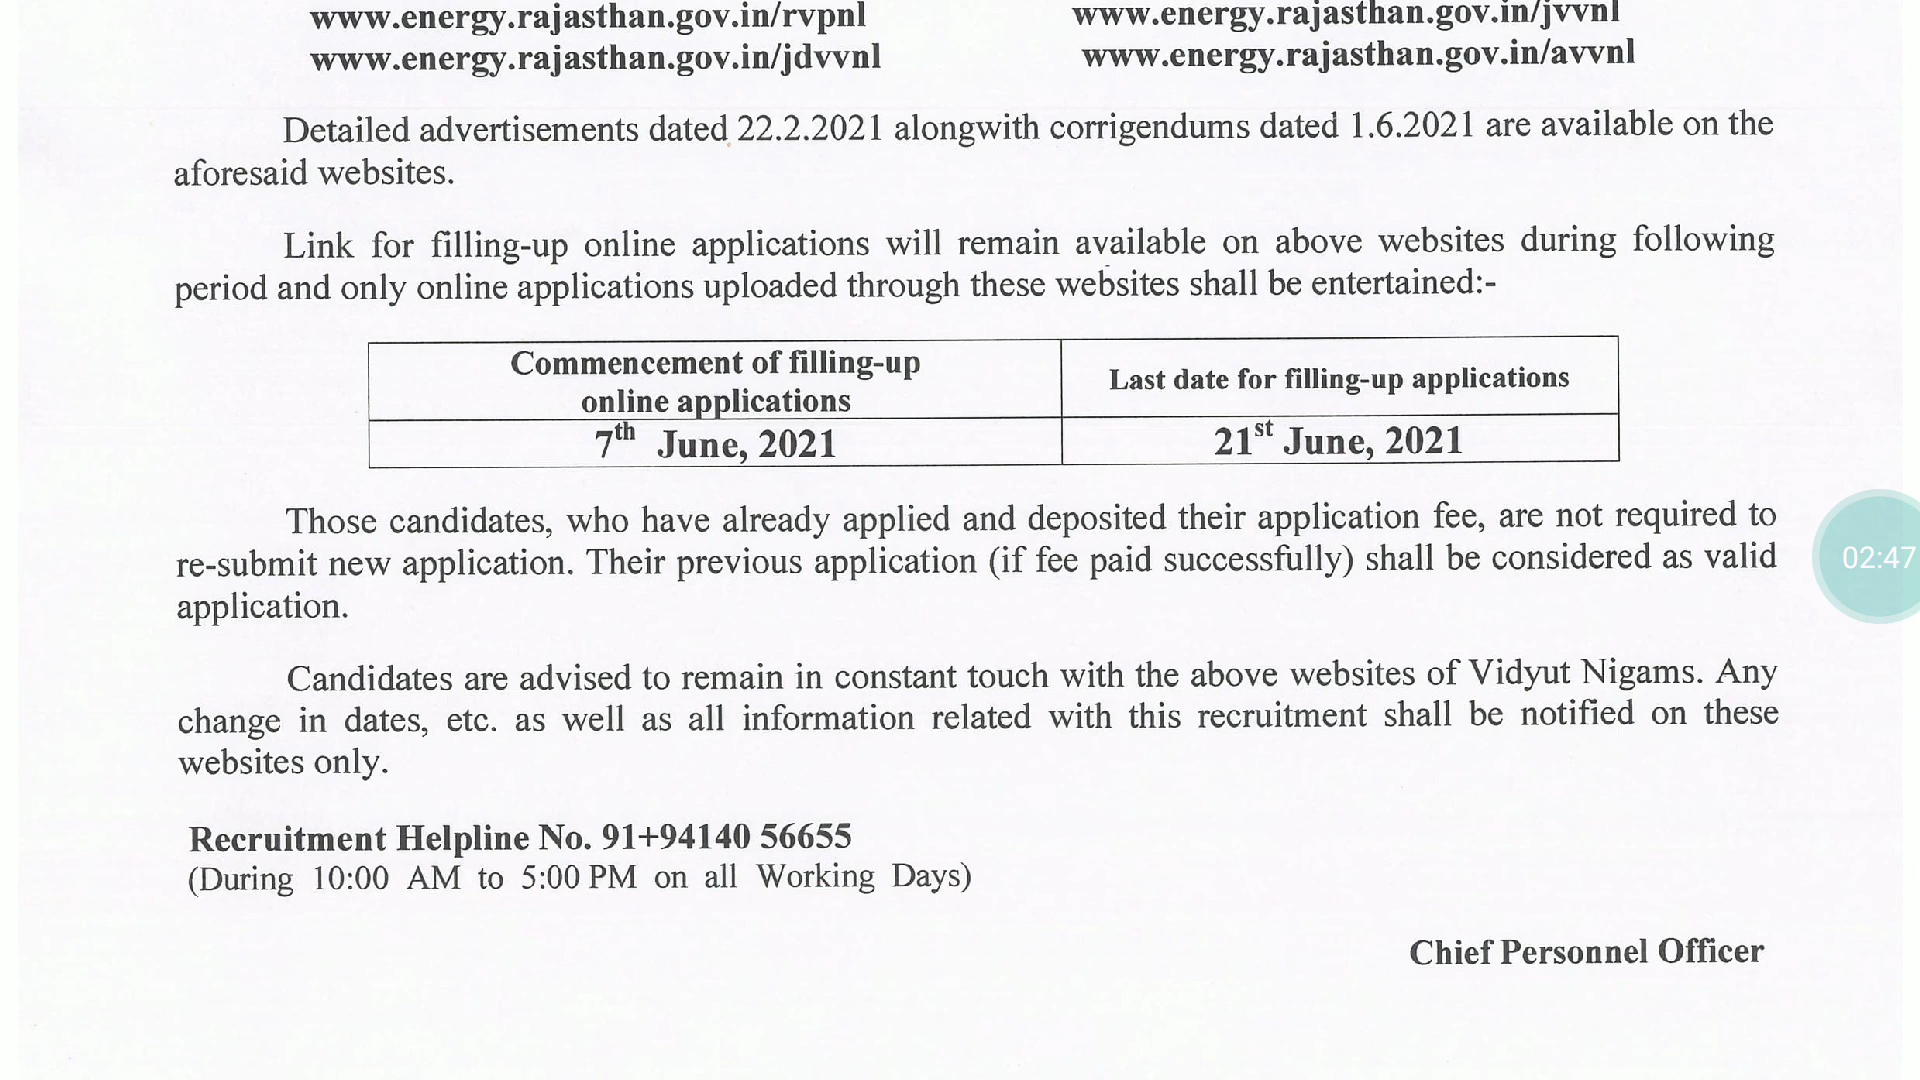 www.energy.rajasthan.gov.in/rvpnl www.energy.rajasthan.gov.in/jvvnl
www.energy.rajasthan.gov.in/jdvvnl www.energy.rajasthan.gov.in/avvnl
Detailed advertisements dated 22.2.2021 alongwith corrigendums dated 1.6.2021 are available on the
aforesaid websites.
Link for filling-up online applications will remain available on above websites during following
period and only online applications uploaded through these websites shall be entertained:-
Commencement of filling-up
online applications
Last date for filling-up applications
7th June, 2021
21st June, 2021
Those candidates, who have already applied and deposited their application fee, are not required to
re-submit new application. Their previous application (if fee paid successfully) shall be considered as valid
application.
02:47
Candidates are advised to remain in constant touch with the above websites of Vidyut Nigams. Any
change in dates, etc. as well as all information related with this recruitment shall be notified on these
websites only.
Recruitment Helpline No. 91+94140 56655
(During 10:00 AM to 5:00 PM on all Working Days)
Chief Personnel Officer